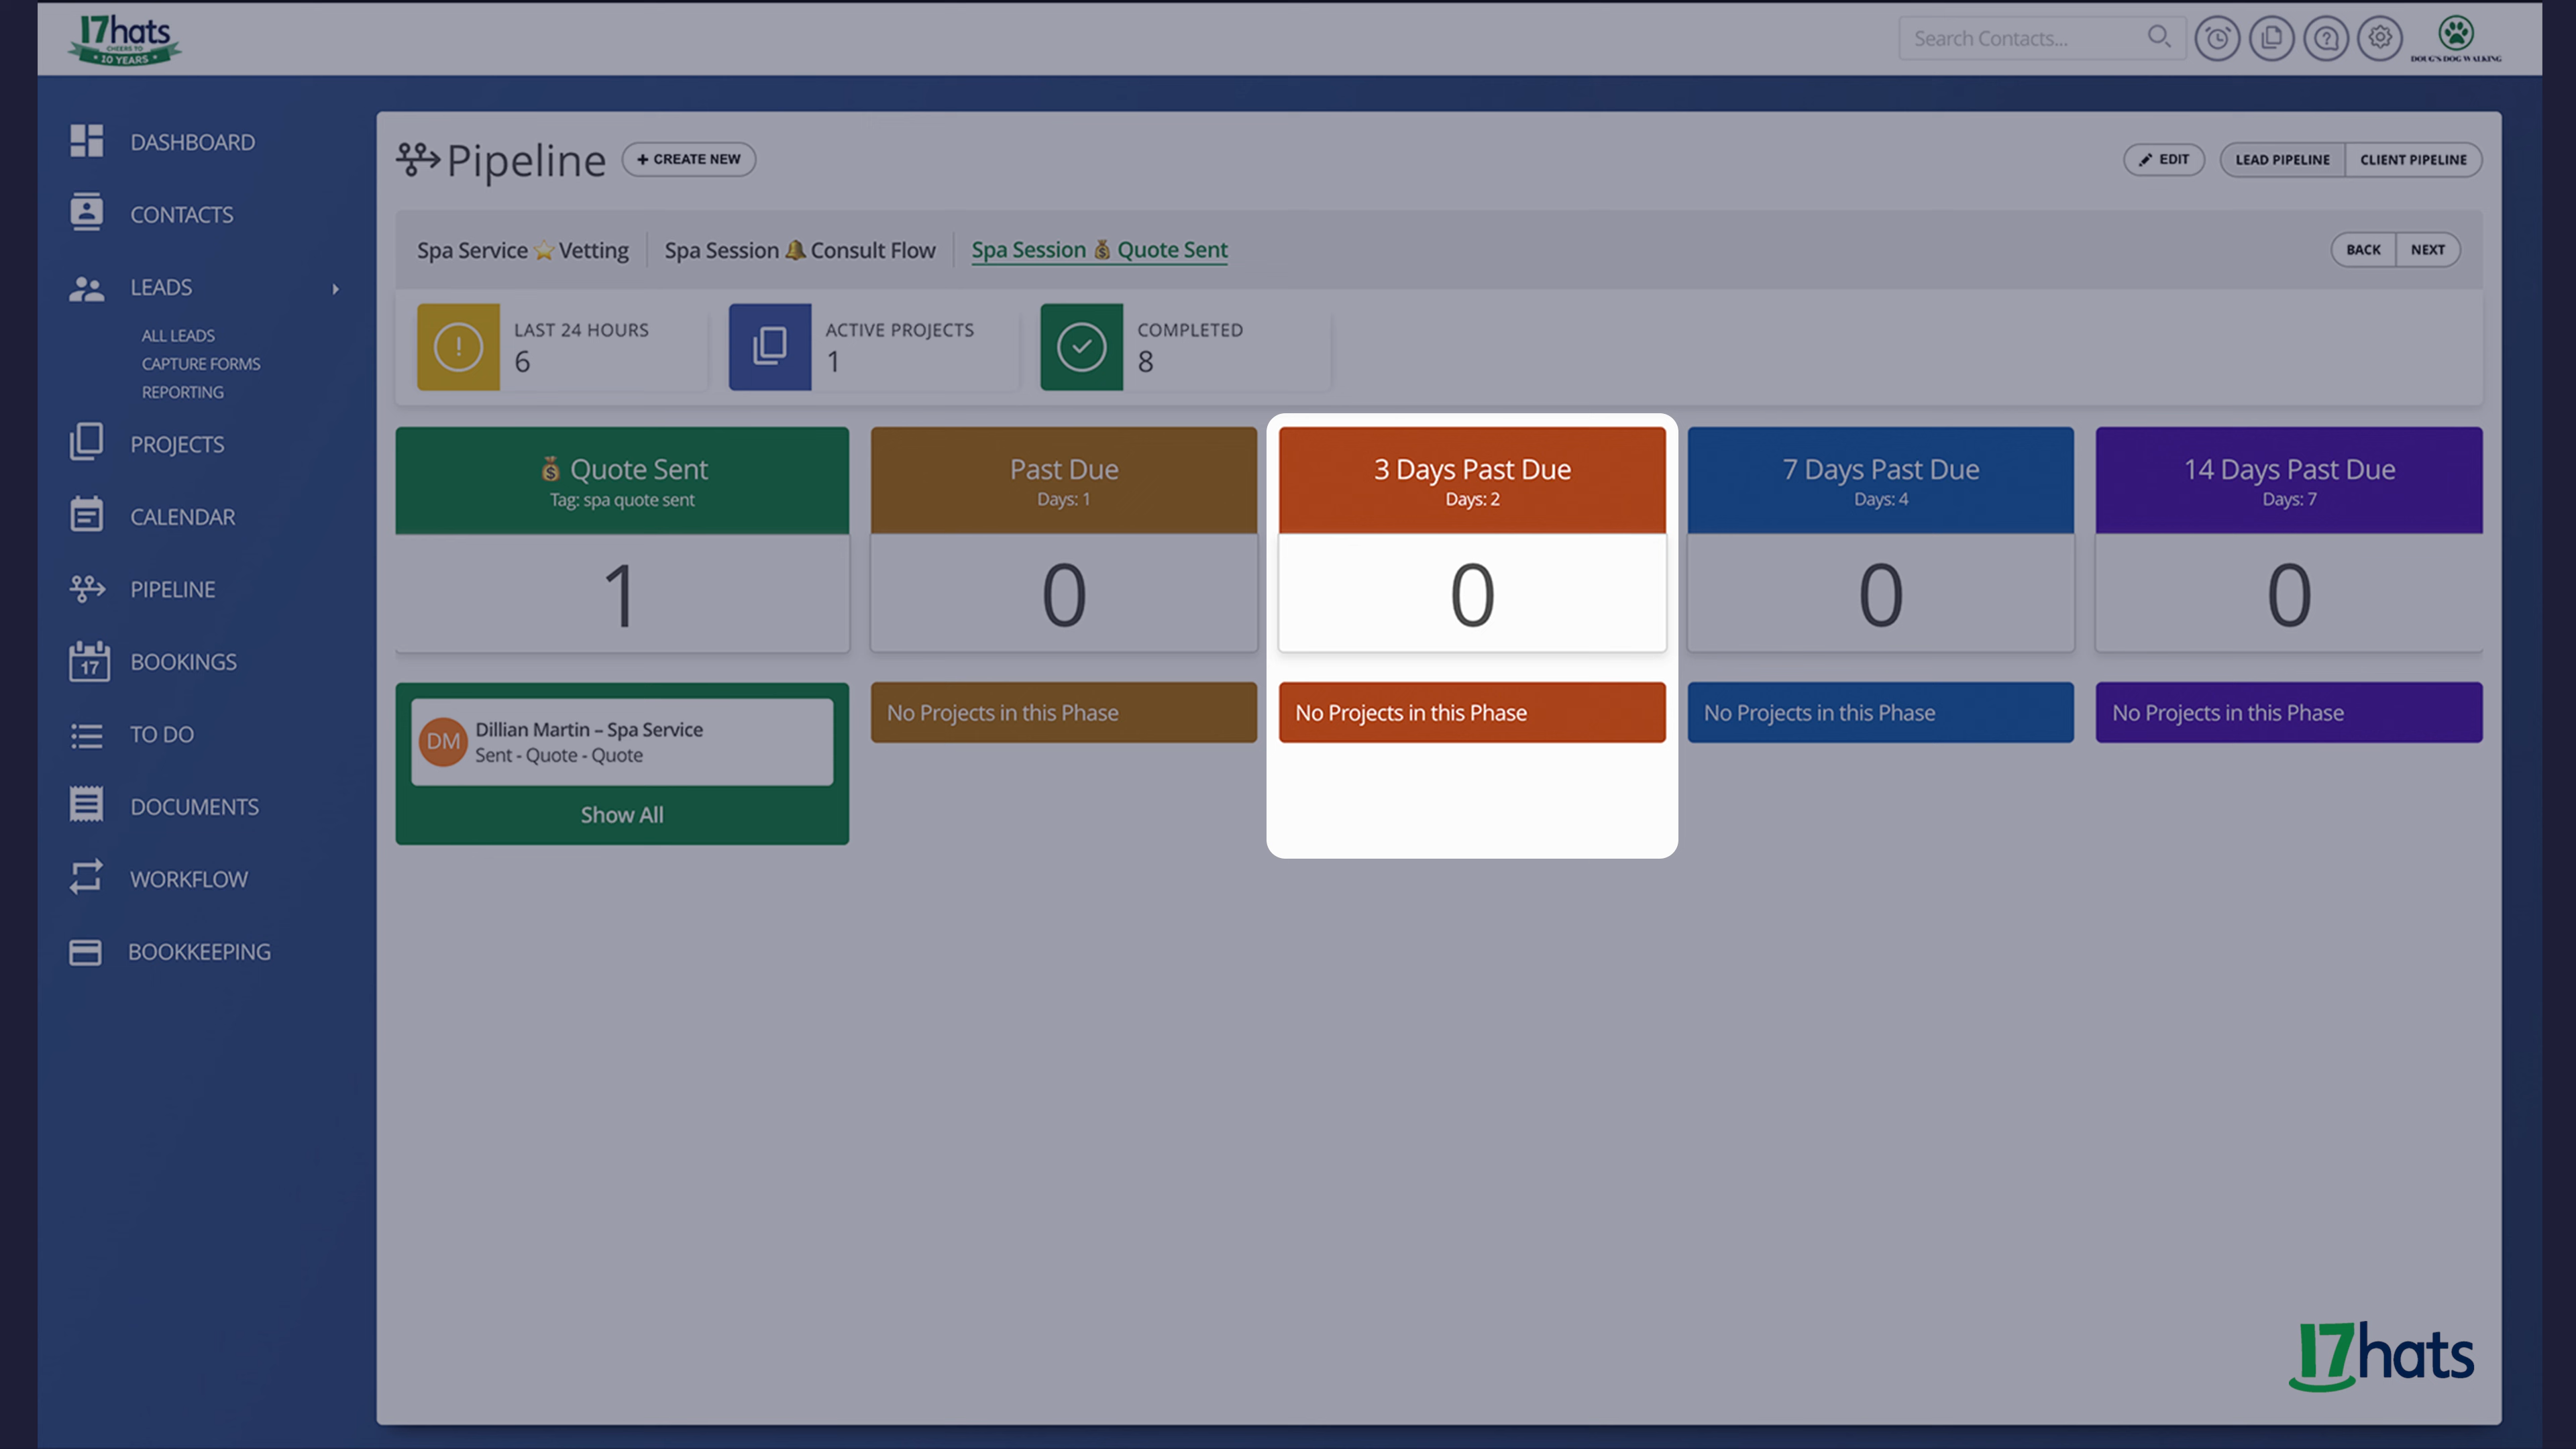 17hats
CHEERS TO
10 YEARS
Search Contacts...
DOUG'S DOG WALKING
DASHBOARD
CONTACTS
LEADS
ALL LEADS
CAPTURE FORMS
REPORTING
PROJECTS
CALENDAR
PIPELINE
17 BOOKINGS
TO DO
DOCUMENTS
WORKFLOW
BOOKKEEPING
Pipeline + CREATE NEW
EDIT LEAD PIPELINE CLIENT PIPELINE
Spa Service ⭐ Vetting Spa Session 🔔 Consult Flow Spa Session 💰 Quote Sent
BACK NEXT
LAST 24 HOURS
6
ACTIVE PROJECTS
1
COMPLETED
8
💰 Quote Sent
Tag: spa quote sent
1
DM Dillian Martin – Spa Service
Sent - Quote - Quote
Show All
Past Due
Days: 1
0
No Projects in this Phase
3 Days Past Due
Days: 2
0
No Projects in this Phase
7 Days Past Due
Days: 4
0
No Projects in this Phase
14 Days Past Due
Days: 7
0
No Projects in this Phase
17hats